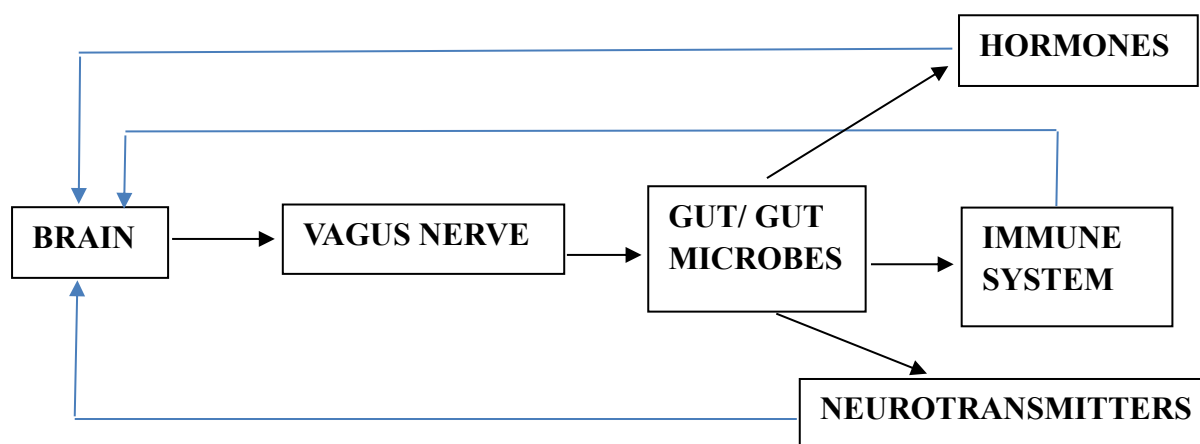 HORMONES
BRAIN
VAGUS NERVE
GUT/ GUT
MICROBES
IMMUNE
SYSTEM
NEUROTRANSMITTERS